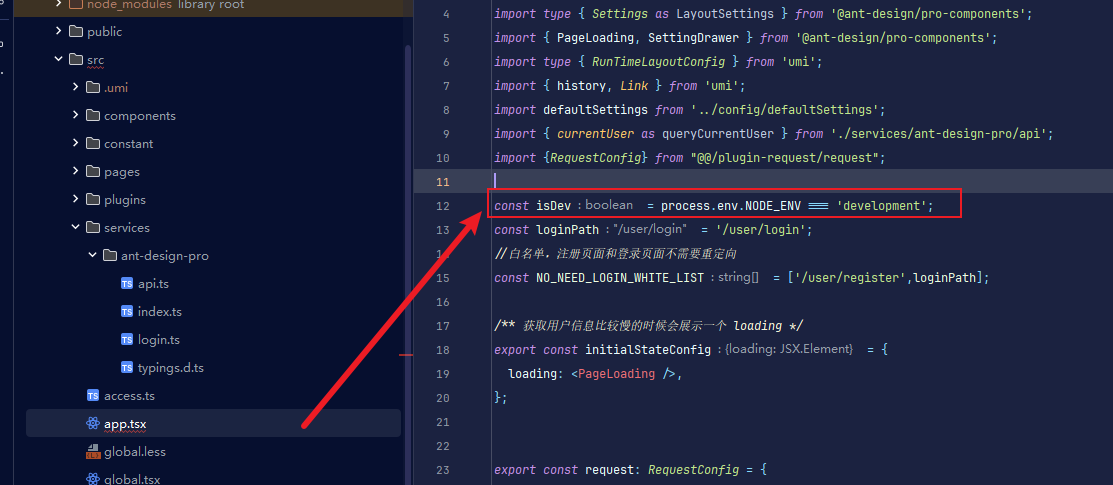 node_modules library root
public
src
.umi
components
constant
pages
plugins
services
ant-design-pro
api.ts
index.ts
login.ts
typings.d.ts
access.ts
app.tsx
global.less
global.tsx
4 import type { Settings as LayoutSettings } from '@ant-design/pro-components';
5 import { PageLoading, SettingDrawer } from '@ant-design/pro-components';
6 import type { RunTimeLayoutConfig } from 'umi';
7 import { history, Link } from 'umi';
8 import defaultSettings from '../config/defaultSettings';
9 import { currentUser as queryCurrentUser } from './services/ant-design-pro/api';
10 import {RequestConfig} from "@@/plugin-request/request";
11
12 const isDev : boolean = process.env.NODE_ENV === 'development';
13 const loginPath : "/user/login" = '/user/login';
14 //白名单，注册页面和登录页面不需要重定向
15 const NO_NEED_LOGIN_WHITE_LIST : string[] = ['/user/register',loginPath];
16
17 /** 获取用户信息比较慢的时候会展示一个 loading */
18 export const initialStateConfig : {loading: JSX.Element} = {
19 loading: <PageLoading />,
20 };
21
22
23 export const request: RequestConfig = {